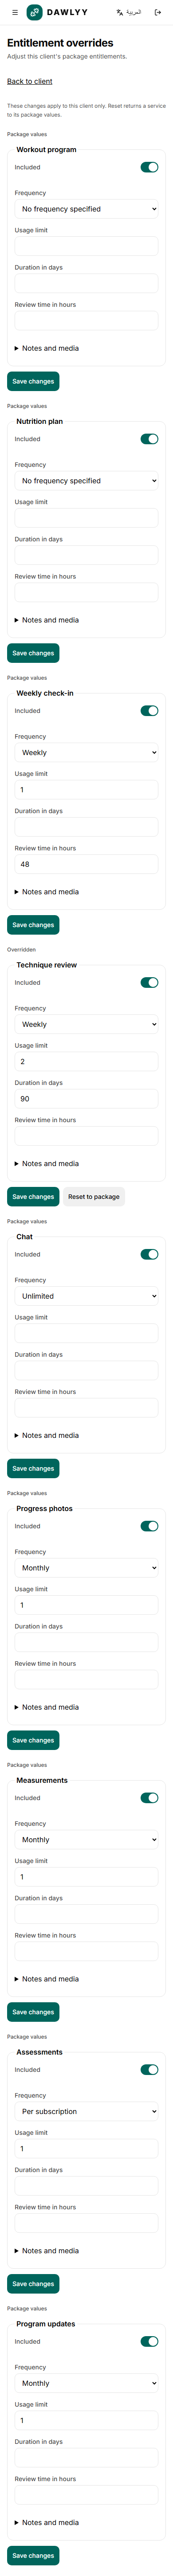 DAWLYY
العربية
Entitlement overrides
Adjust this client's package entitlements.
Back to client
These changes apply to this client only. Reset returns a service
to its package values.
Package values
Workout program
Included
Frequency
No frequency specified
Usage limit
Duration in days
Review time in hours
Notes and media
Save changes
Package values
Nutrition plan
Included
Frequency
No frequency specified
Usage limit
Duration in days
Review time in hours
Notes and media
Save changes
Package values
Weekly check-in
Included
Frequency
Weekly
Usage limit
1
Duration in days
Review time in hours
48
Notes and media
Save changes
Overridden
Technique review
Included
Frequency
Weekly
Usage limit
2
Duration in days
90
Review time in hours
Notes and media
Save changes Reset to package
Package values
Chat
Included
Frequency
Unlimited
Usage limit
Duration in days
Review time in hours
Notes and media
Save changes
Package values
Progress photos
Included
Frequency
Monthly
Usage limit
1
Duration in days
Review time in hours
Notes and media
Save changes
Package values
Measurements
Included
Frequency
Monthly
Usage limit
1
Duration in days
Review time in hours
Notes and media
Save changes
Package values
Assessments
Included
Frequency
Per subscription
Usage limit
1
Duration in days
Review time in hours
Notes and media
Save changes
Package values
Program updates
Included
Frequency
Monthly
Usage limit
1
Duration in days
Review time in hours
Notes and media
Save changes